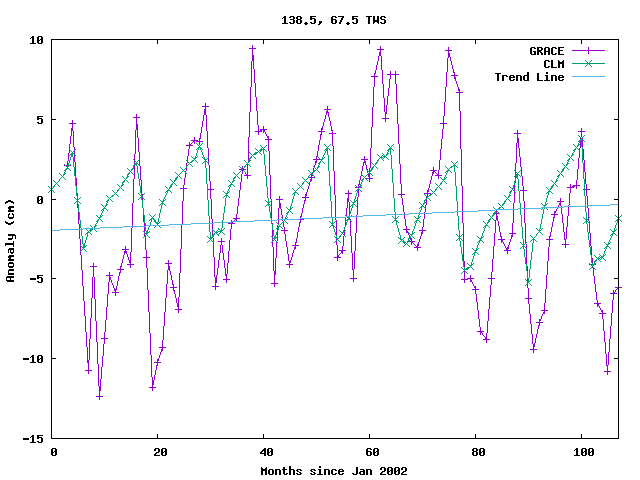 138.5, 67.5 TWS
GRACE
CLM
Trend Line
10
5
0
-5
-10
-15
Anomaly (cm)
0 20 40 60 80 100
Months since Jan 2002